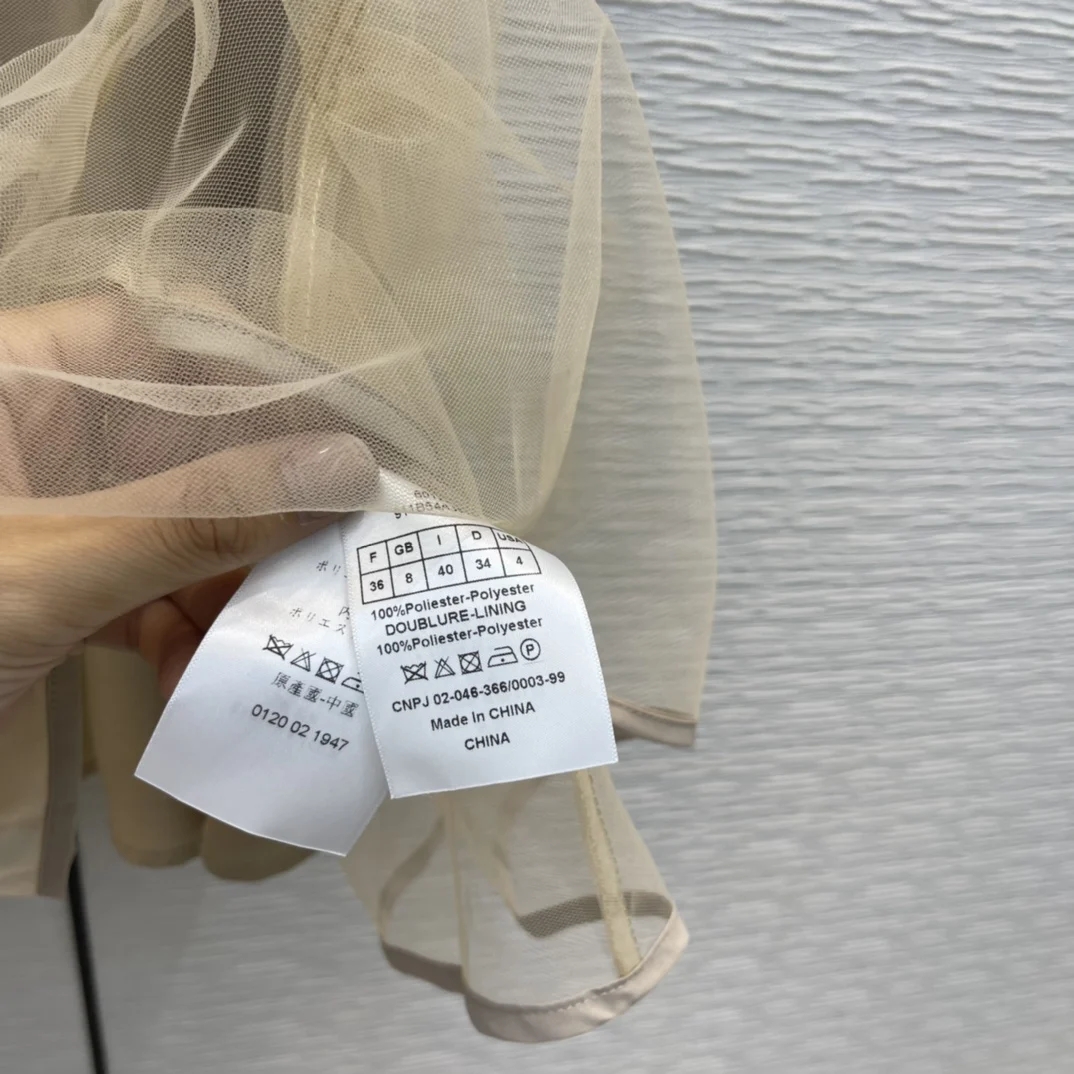 F GB I D USA
36 8 40 34 4
100%Poliester-Polyester
DOUBLURE-LINING
100%Poliester-Polyester
P
CNPJ 02-046-366/0003-99
Made In CHINA
CHINA
ポリ
内
ポリエス
原產國-中國
0120 02 1947